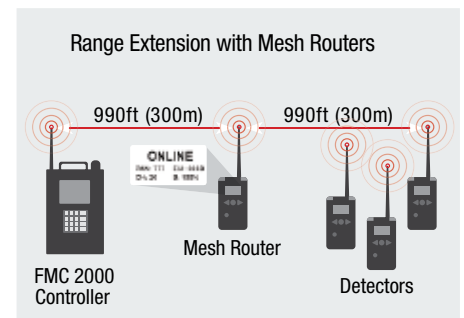 Range Extension with Mesh Routers
990ft (300m)
990ft (300m)
ONLINE
Mesh Router
FMC 2000
Controller
Detectors